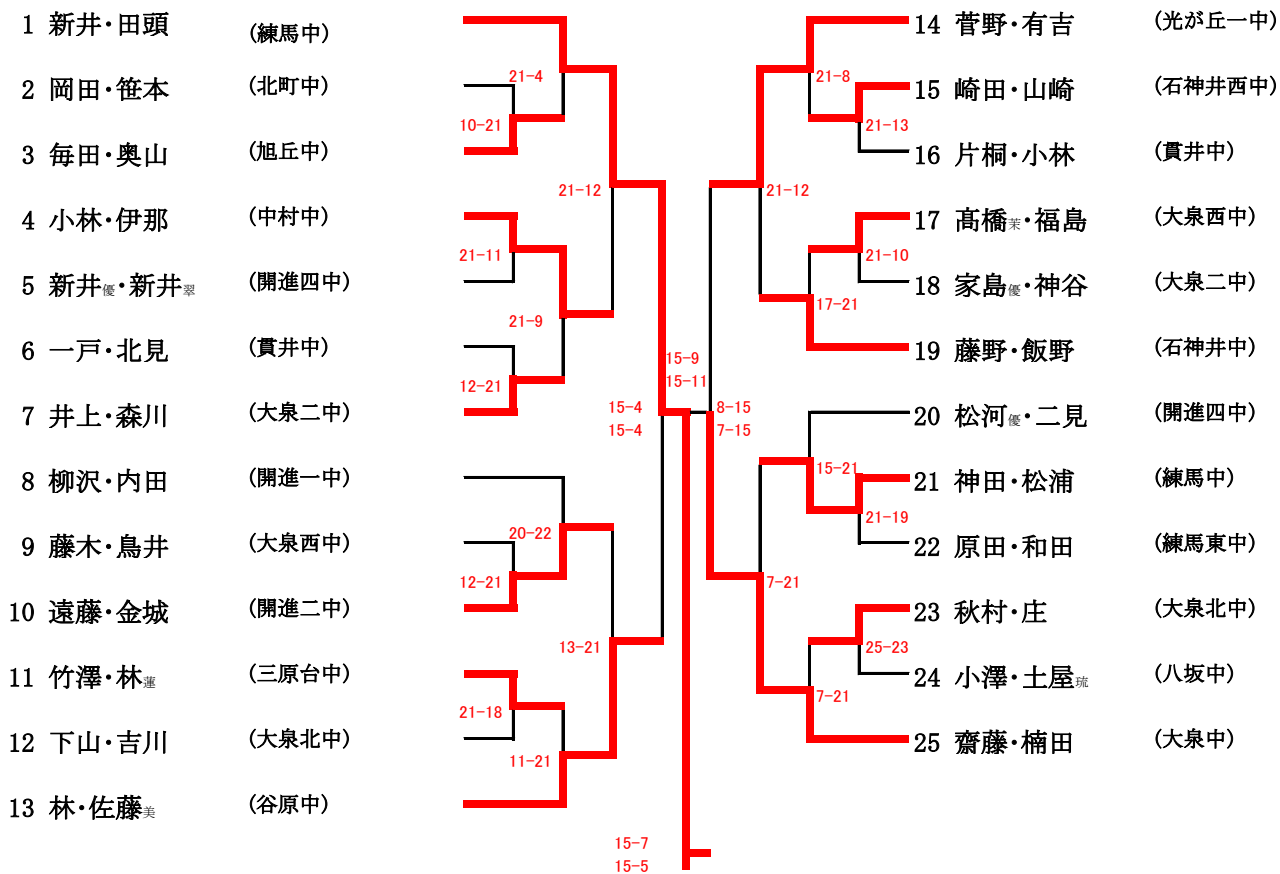 1 新井・田頭 (練馬中)
21-4
2 岡田・笹本 (北町中)
10-21
3 毎田・奥山 (旭丘中)
21-12
4 小林・伊那 (中村中)
21-11
5 新井優・新井翠 (開進四中)
21-9
6 一戸・北見 (貫井中)
12-21
7 井上・森川 (大泉二中)
15-4
15-4
8 柳沢・内田 (開進一中)
20-22
9 藤木・鳥井 (大泉西中)
12-21
10 遠藤・金城 (開進二中)
13-21
11 竹澤・林蓮 (三原台中)
21-18
12 下山・吉川 (大泉北中)
11-21
13 林・佐藤美 (谷原中)
15-9
15-11
8-15
7-15
15-7
15-5
14 菅野・有吉 (光が丘一中)
21-8
15 崎田・山崎 (石神井西中)
21-13
16 片桐・小林 (貫井中)
21-12
17 髙橋茉・福島 (大泉西中)
21-10
18 家島優・神谷 (大泉二中)
17-21
19 藤野・飯野 (石神井中)
20 松河優・二見 (開進四中)
15-21
21 神田・松浦 (練馬中)
21-19
22 原田・和田 (練馬東中)
7-21
23 秋村・庄 (大泉北中)
25-23
24 小澤・土屋琉 (八坂中)
7-21
25 齋藤・楠田 (大泉中)